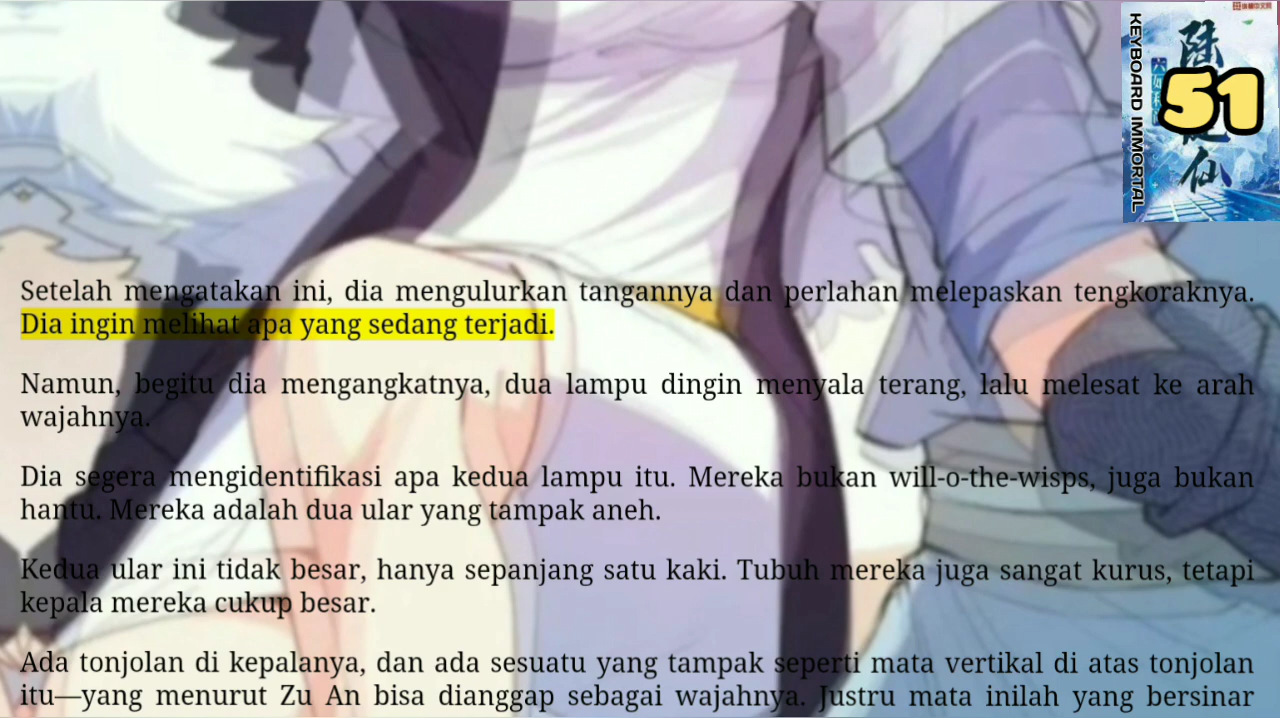 KEYBOARD IMMORTAL
51
Setelah mengatakan ini, dia mengulurkan tangannya dan perlahan melepaskan tengkoraknya.
Dia ingin melihat apa yang sedang terjadi.
Namun, begitu dia mengangkatnya, dua lampu dingin menyala terang, lalu melesat ke arah
wajahnya.
Dia segera mengidentifikasi apa kedua lampu itu. Mereka bukan will-o-the-wisps, juga bukan
hantu. Mereka adalah dua ular yang tampak aneh.
Kedua ular ini tidak besar, hanya sepanjang satu kaki. Tubuh mereka juga sangat kurus, tetapi
kepala mereka cukup besar.
Ada tonjolan di kepalanya, dan ada sesuatu yang tampak seperti mata vertikal di atas tonjolan
itu—yang menurut Zu An bisa dianggap sebagai wajahnya. Justru mata inilah yang bersinar